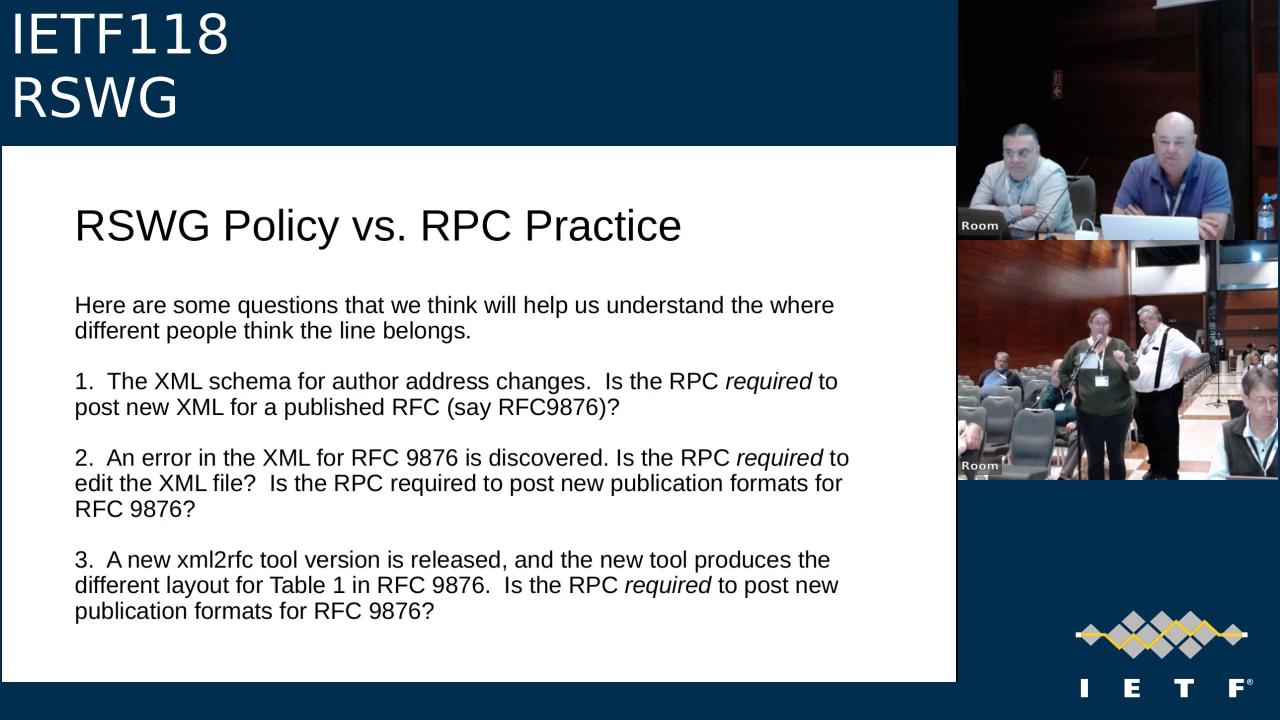 IETF118
RSWG
RSWG Policy vs. RPC Practice
Here are some questions that we think will help us understand the where
different people think the line belongs.
1.  The XML schema for author address changes.  Is the RPC required to
post new XML for a published RFC (say RFC9876)?
2.  An error in the XML for RFC 9876 is discovered. Is the RPC required to
edit the XML file?  Is the RPC required to post new publication formats for
RFC 9876?
3.  A new xml2rfc tool version is released, and the new tool produces the
different layout for Table 1 in RFC 9876.  Is the RPC required to post new
publication formats for RFC 9876?
Room
Room
I E T F®